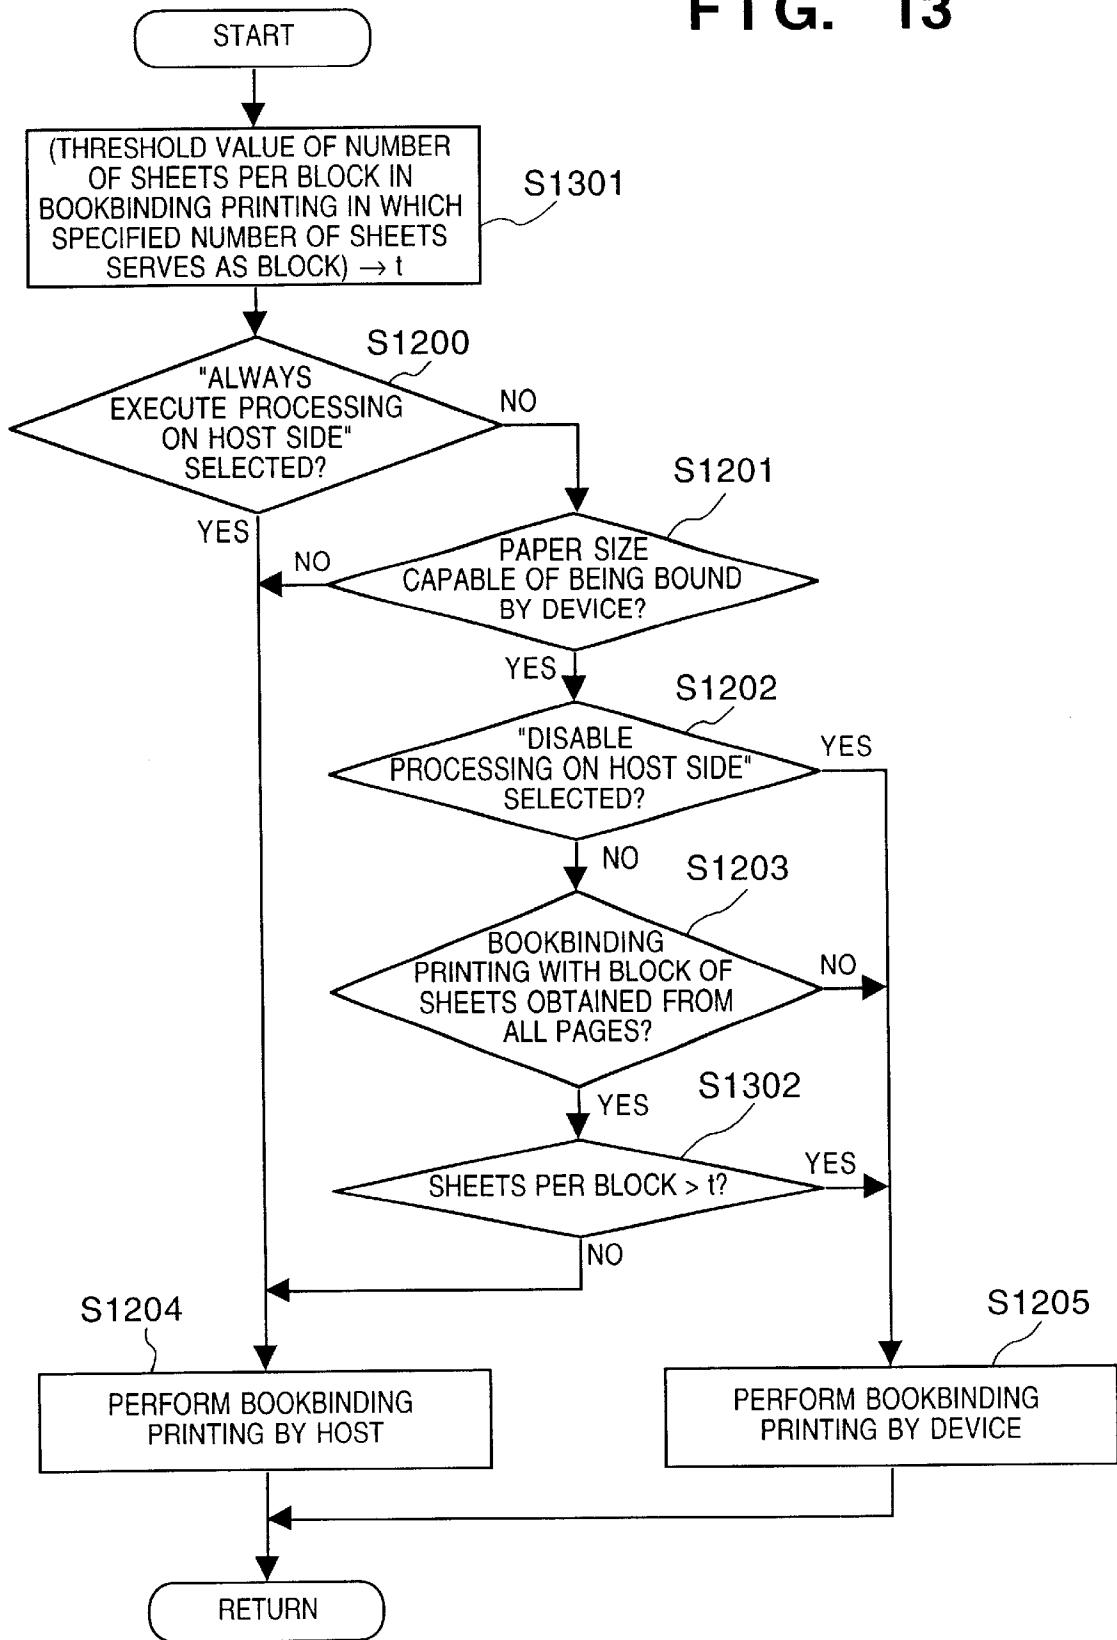 FIG. 13
START
(THRESHOLD VALUE OF NUMBER
OF SHEETS PER BLOCK IN
BOOKBINDING PRINTING IN WHICH
SPECIFIED NUMBER OF SHEETS
SERVES AS BLOCK) → t
S1301
S1200
"ALWAYS
EXECUTE PROCESSING
ON HOST SIDE"
SELECTED?
NO
YES
S1201
PAPER SIZE
CAPABLE OF BEING BOUND
BY DEVICE?
NO
YES
S1202
"DISABLE
PROCESSING ON HOST SIDE"
SELECTED?
YES
NO
S1203
BOOKBINDING
PRINTING WITH BLOCK OF
SHEETS OBTAINED FROM
ALL PAGES?
NO
YES
S1302
SHEETS PER BLOCK > t?
YES
NO
S1204
PERFORM BOOKBINDING
PRINTING BY HOST
S1205
PERFORM BOOKBINDING
PRINTING BY DEVICE
RETURN